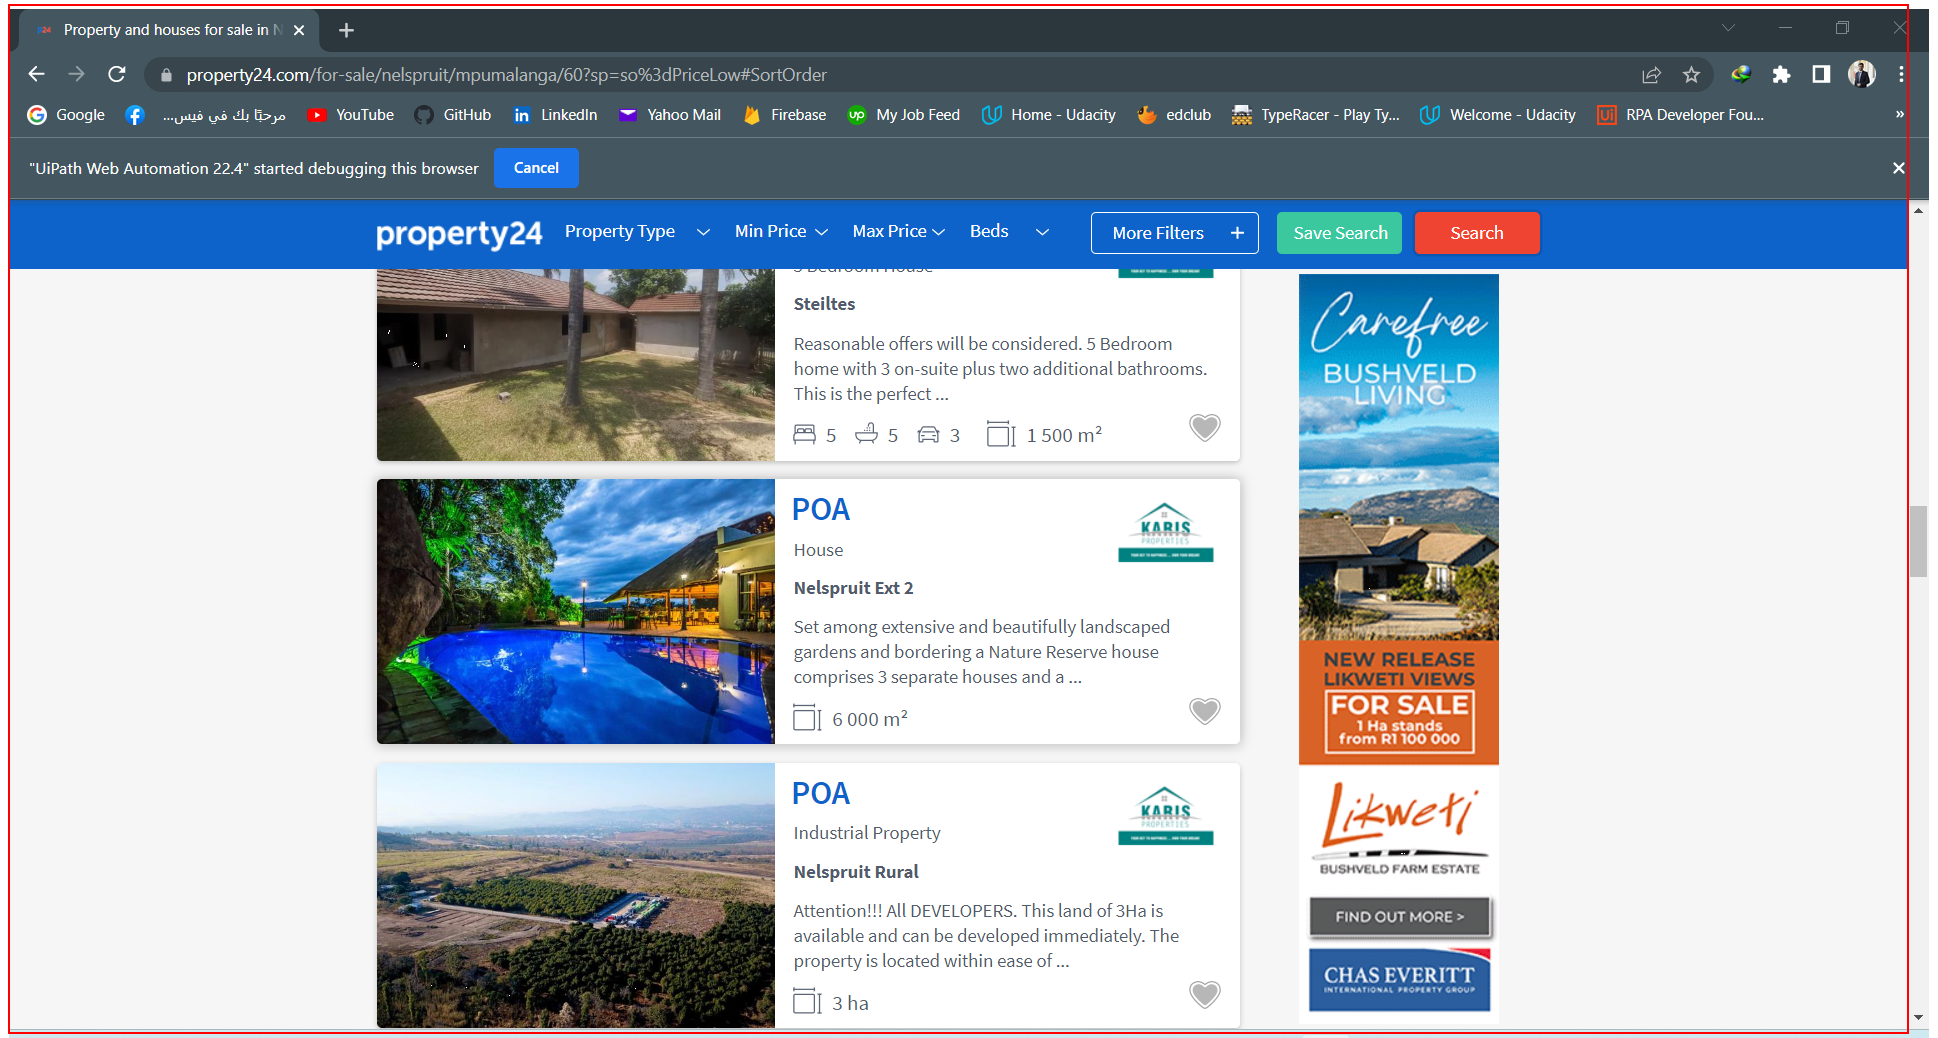 Property and houses for sale in N
property24.com/for-sale/nelspruit/mpumalanga/60?sp=so%3dPriceLow#SortOrder
Google
مرحبًا بك في فيس...
YouTube
GitHub
LinkedIn
Yahoo Mail
Firebase
My Job Feed
Home - Udacity
edclub
TypeRacer - Play Ty...
Welcome - Udacity
RPA Developer Fou...
»
"UiPath Web Automation 22.4" started debugging this browser
Cancel
property24
Property Type
Min Price
Max Price
Beds
More Filters +
Save Search
Search
5 Bedroom House
Steiltes
Reasonable offers will be considered. 5 Bedroom
home with 3 on-suite plus two additional bathrooms.
This is the perfect ...
5 5 3 1 500 m²
POA
KARIS
PROPERTIES
House
Nelspruit Ext 2
Set among extensive and beautifully landscaped
gardens and bordering a Nature Reserve house
comprises 3 separate houses and a ...
6 000 m²
POA
KARIS
PROPERTIES
Industrial Property
Nelspruit Rural
Attention!!! All DEVELOPERS. This land of 3Ha is
available and can be developed immediately. The
property is located within ease of ...
3 ha
Carefree
BUSHVELD
LIVING
NEW RELEASE
LIKWETI VIEWS
FOR SALE
1 Ha stands
from R1 100 000
Likweti
BUSHVELD FARM ESTATE
FIND OUT MORE >
CHAS EVERITT
INTERNATIONAL PROPERTY GROUP